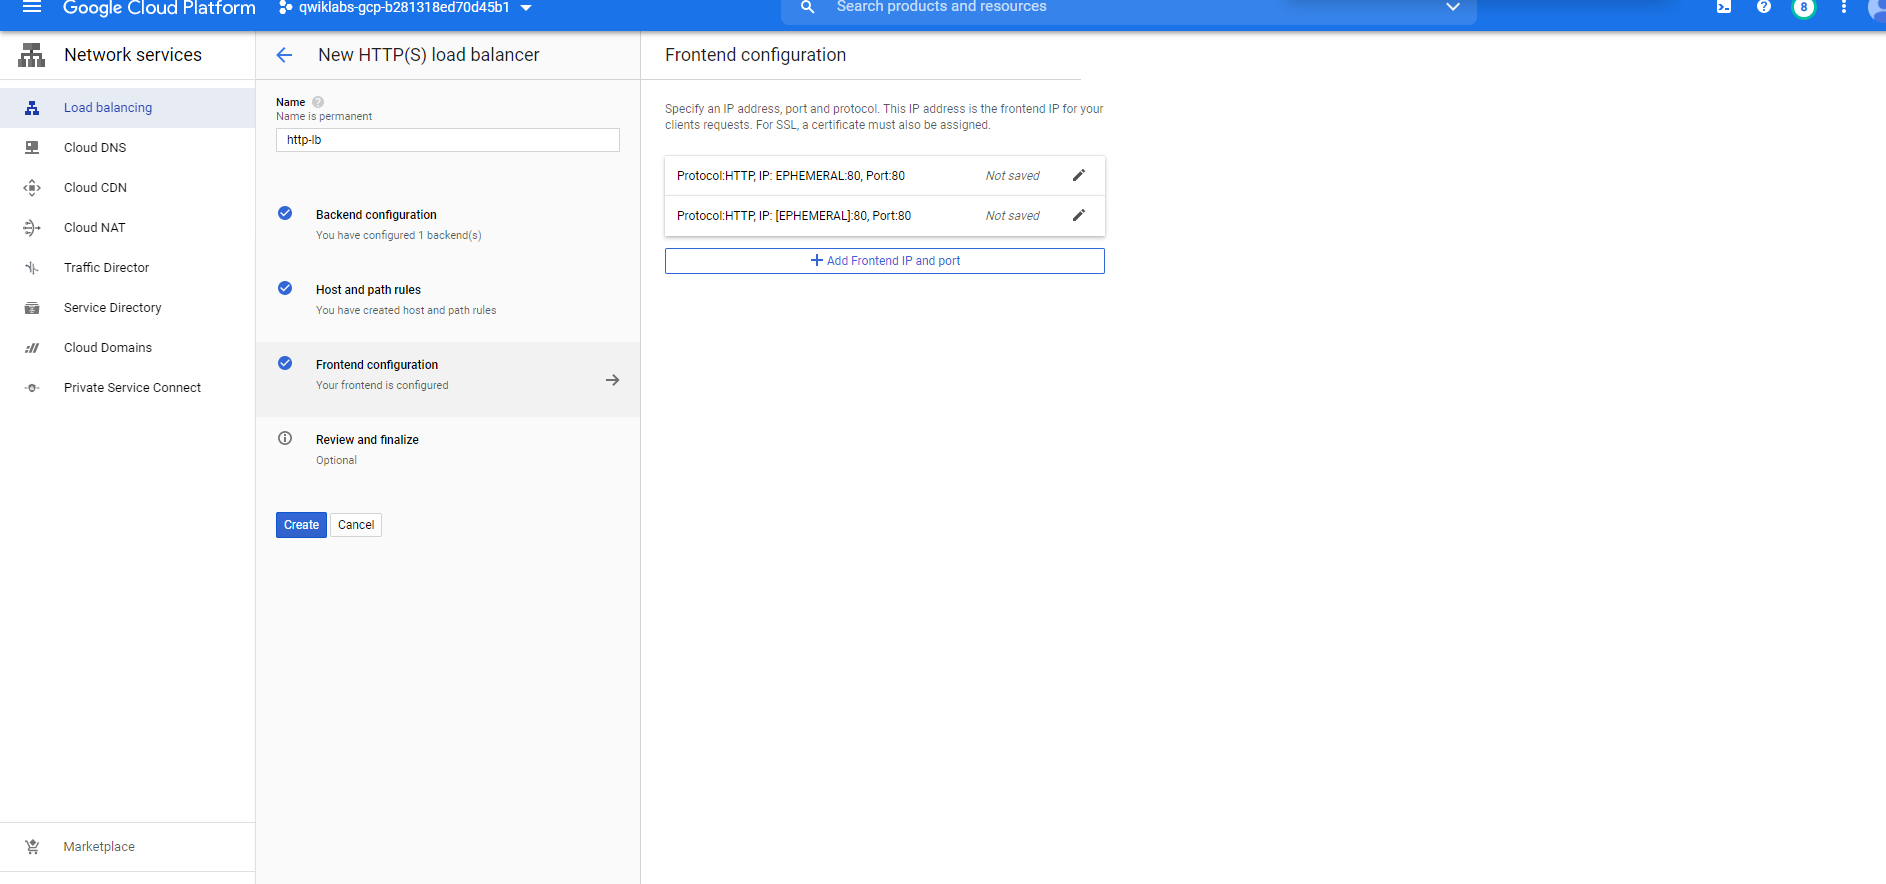 Google Cloud Platform
qwiklabs-gcp-b281318ed70d45b1
Search products and resources
8
Network services
Load balancing
Cloud DNS
Cloud CDN
Cloud NAT
Traffic Director
Service Directory
Cloud Domains
Private Service Connect
Marketplace
New HTTP(S) load balancer
Name
Name is permanent
http-lb
Backend configuration
You have configured 1 backend(s)
Host and path rules
You have created host and path rules
Frontend configuration
Your frontend is configured
Review and finalize
Optional
Create Cancel
Frontend configuration
Specify an IP address, port and protocol. This IP address is the frontend IP for your
clients requests. For SSL, a certificate must also be assigned.
Protocol:HTTP, IP: EPHEMERAL:80, Port:80 Not saved
Protocol:HTTP, IP: [EPHEMERAL]:80, Port:80 Not saved
Add Frontend IP and port